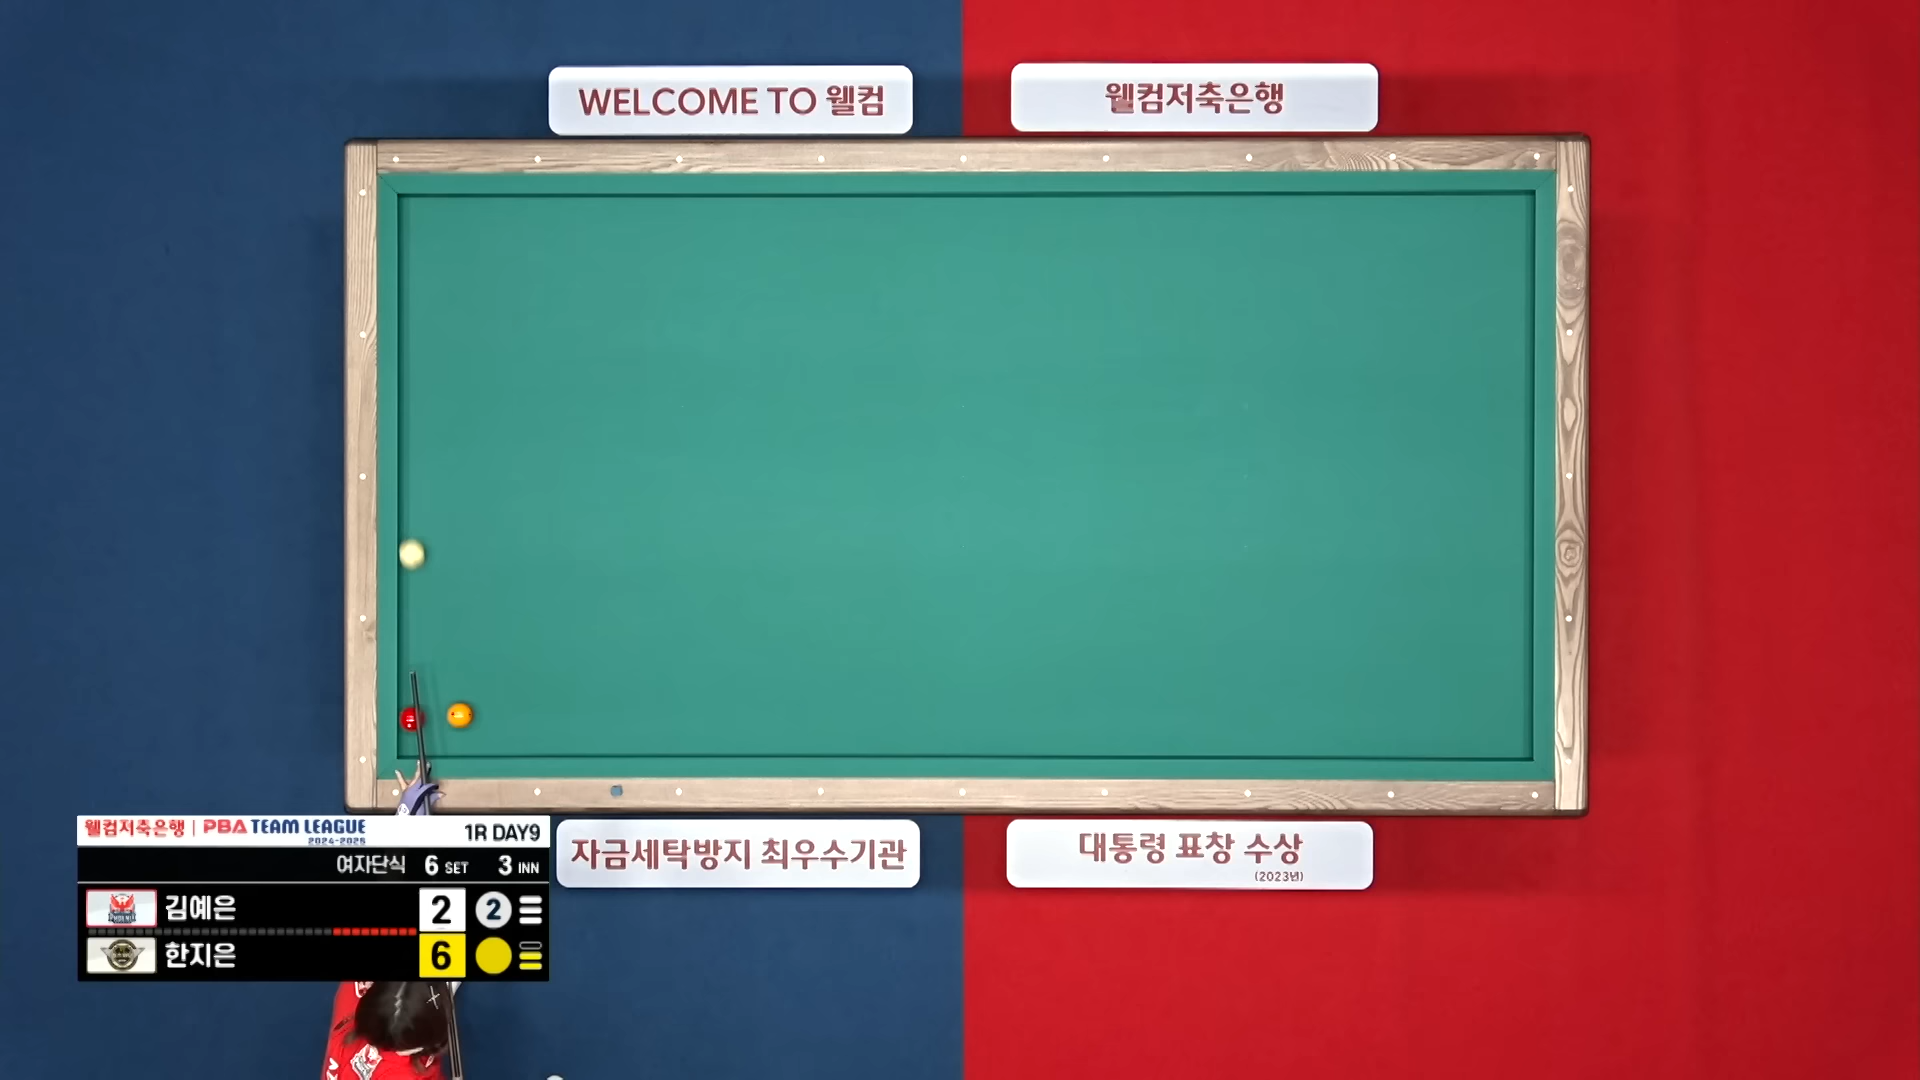 WELCOME TO 웰컴
웰컴저축은행
웰컴저축은행 | PBA TEAM LEAGUE
2024-2025
1R DAY9
여자단식 6 SET 3 INN
김예은 2 2
한지은 6
자금세탁방지 최우수기관
대통령 표창 수상
(2023년)